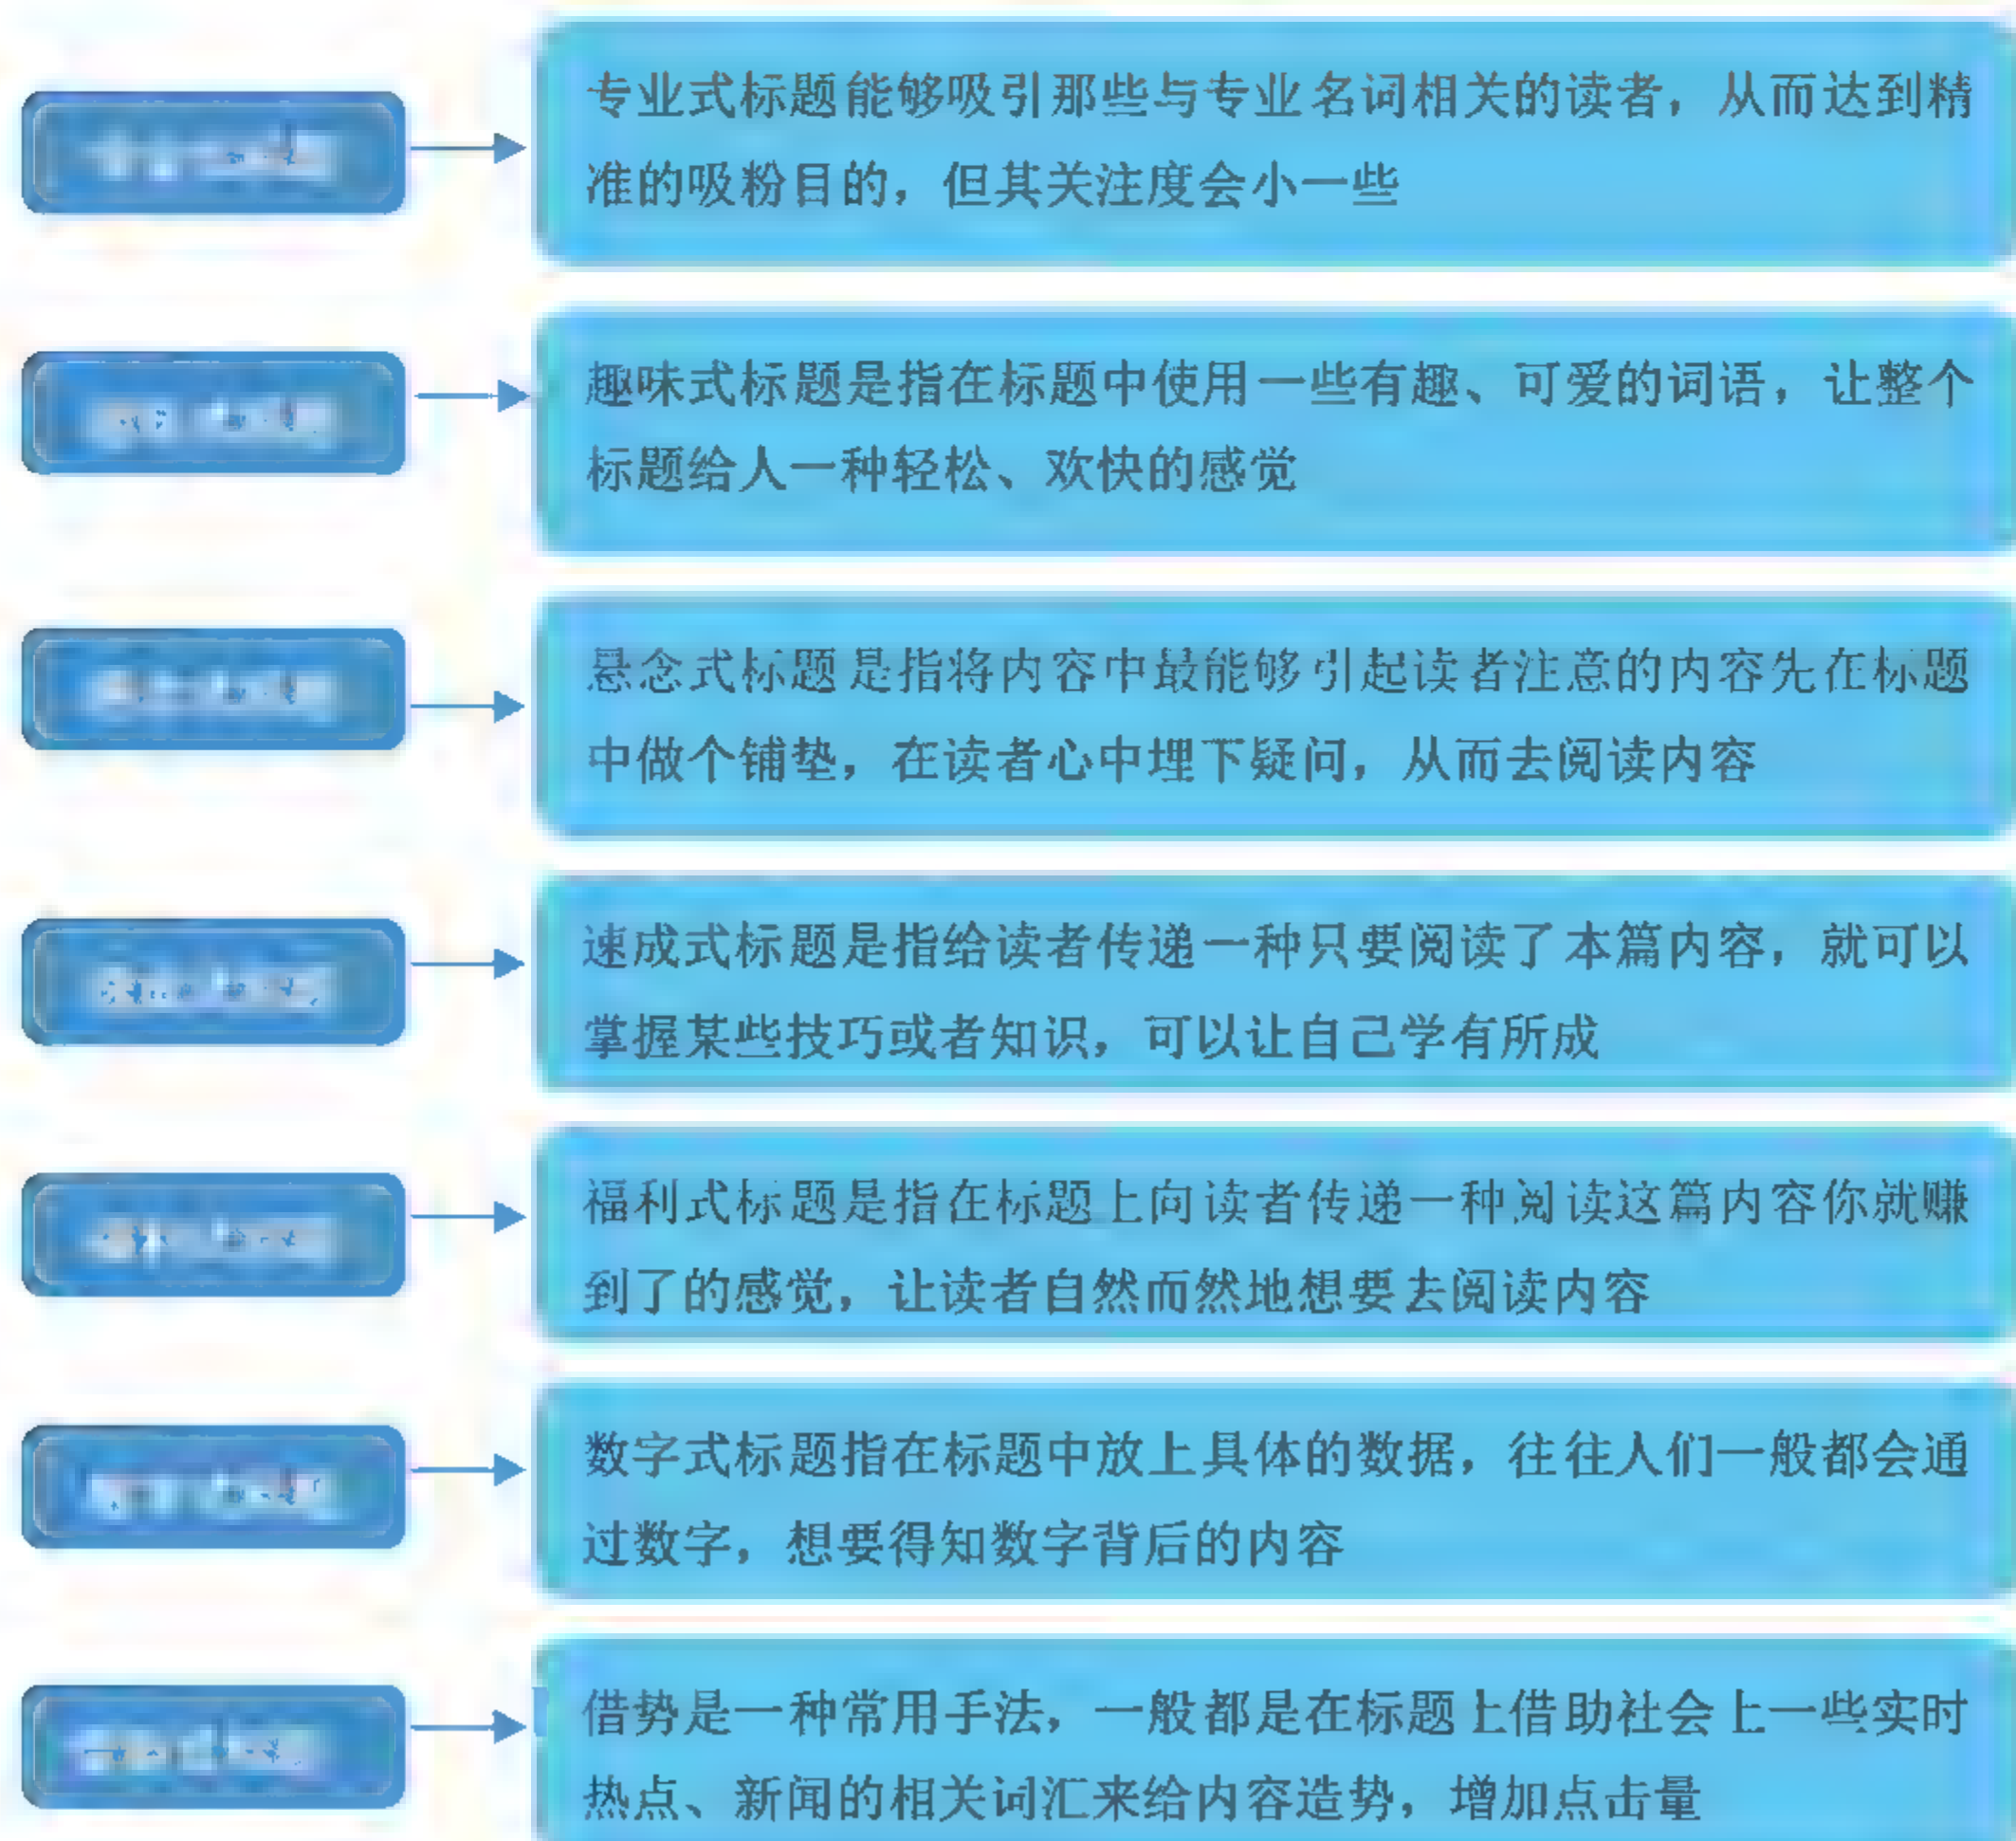 专业式标题能够吸引那些与专业名词相关的读者，从而达到精
准的吸粉目的，但其关注度会小一些
趣味式标题是指在标题中使用一些有趣、可爱的词语，让整个
标题给人一种轻松、欢快的感觉
悬念式标题是指将内容中最能够引起读者注意的内容先在标题
中做个铺垫，在读者心中埋下疑问，从而去阅读内容
速成式标题是指给读者传递一种只要阅读了本篇内容，就可以
掌握某些技巧或者知识，可以让自己学有所成
福利式标题是指在标题上向读者传递一种阅读这篇内容你就赚
到了的感觉，让读者自然而然地想要去阅读内容
数字式标题指在标题中放上具体的数据，往往人们一般都会通
过数字，想要得知数字背后的内容
借势是一种常用手法，一般都是在标题上借助社会上一些实时
热点、新闻的相关词汇来给内容造势，增加点击量